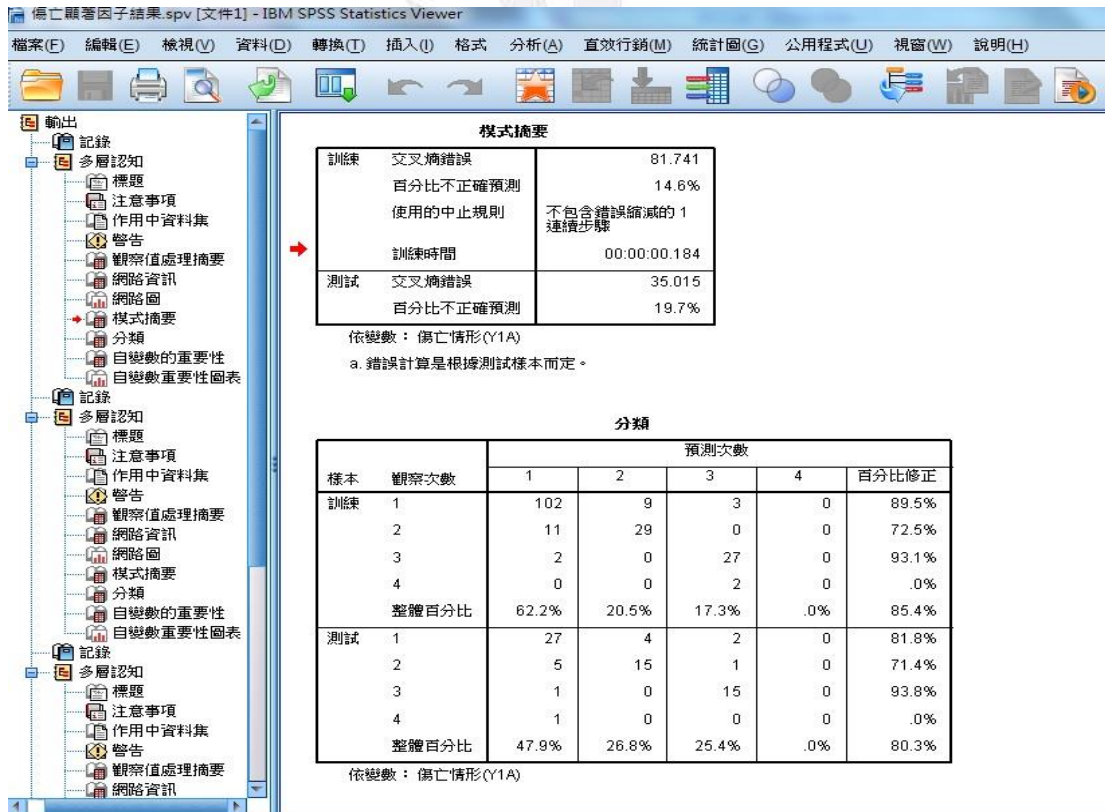 傷亡顯著因子結果.spv [文件1] - IBM SPSS Statistics Viewer
檔案(F) 編輯(E) 檢視(V) 資料(D) 轉換(T) 插入(I) 格式 分析(A) 直效行銷(M) 統計圖(G) 公用程式(U) 視窗(W) 說明(H)
輸出
記錄
多層認知
標題
注意事項
作用中資料集
警告
觀察值處理摘要
網路資訊
網路圖
模式摘要
分類
自變數的重要性
自變數重要性圖表
記錄
多層認知
標題
注意事項
作用中資料集
警告
觀察值處理摘要
網路資訊
網路圖
模式摘要
分類
自變數的重要性
自變數重要性圖表
記錄
多層認知
標題
注意事項
作用中資料集
警告
觀察值處理摘要
網路資訊
模式摘要
訓練 交叉熵錯誤 81.741
百分比不正確預測 14.6%
使用的中止規則 不包含錯誤縮減的 1
連續步驟
訓練時間 00:00:00.184
測試 交叉熵錯誤 35.015
百分比不正確預測 19.7%
依變數： 傷亡情形(Y1A)
a. 錯誤計算是根據測試樣本而定。
分類
預測次數
樣本 觀察次數 1 2 3 4 百分比修正
訓練 1 102 9 3 0 89.5%
2 11 29 0 0 72.5%
3 2 0 27 0 93.1%
4 0 0 2 0 .0%
整體百分比 62.2% 20.5% 17.3% .0% 85.4%
測試 1 27 4 2 0 81.8%
2 5 15 1 0 71.4%
3 1 0 15 0 93.8%
4 1 0 0 0 .0%
整體百分比 47.9% 26.8% 25.4% .0% 80.3%
依變數： 傷亡情形(Y1A)